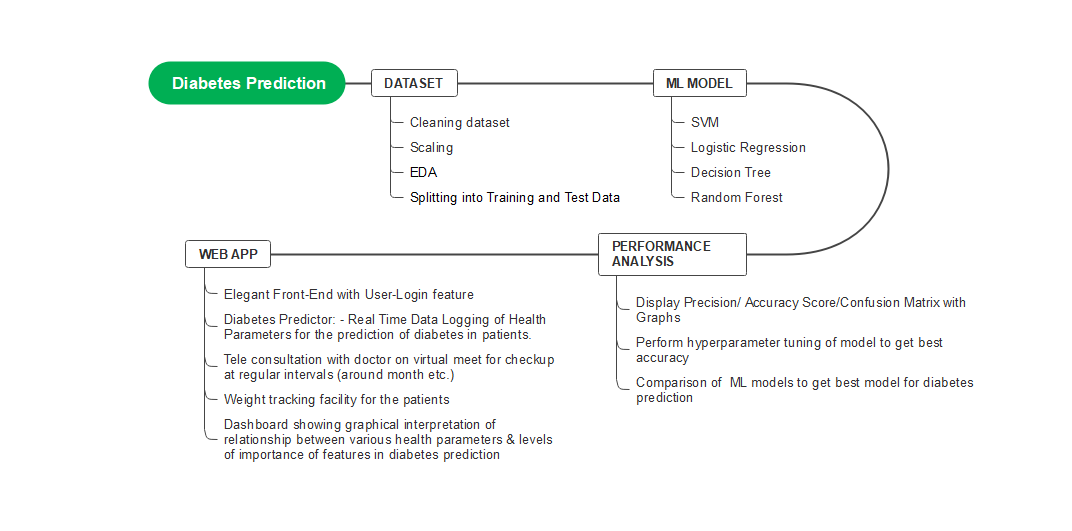 Diabetes Prediction
DATASET
Cleaning dataset
Scaling
EDA
Splitting into Training and Test Data
ML MODEL
SVM
Logistic Regression
Decision Tree
Random Forest
PERFORMANCE
ANALYSIS
Display Precision/ Accuracy Score/Confusion Matrix with
Graphs
Perform hyperparameter tuning of model to get best
accuracy
Comparison of  ML models to get best model for diabetes
prediction
WEB APP
Elegant Front-End with User-Login feature
Diabetes Predictor: - Real Time Data Logging of Health
Parameters for the prediction of diabetes in patients.
Tele consultation with doctor on virtual meet for checkup
at regular intervals (around month etc.)
Weight tracking facility for the patients
Dashboard showing graphical interpretation of
relationship between various health parameters & levels
of importance of features in diabetes prediction